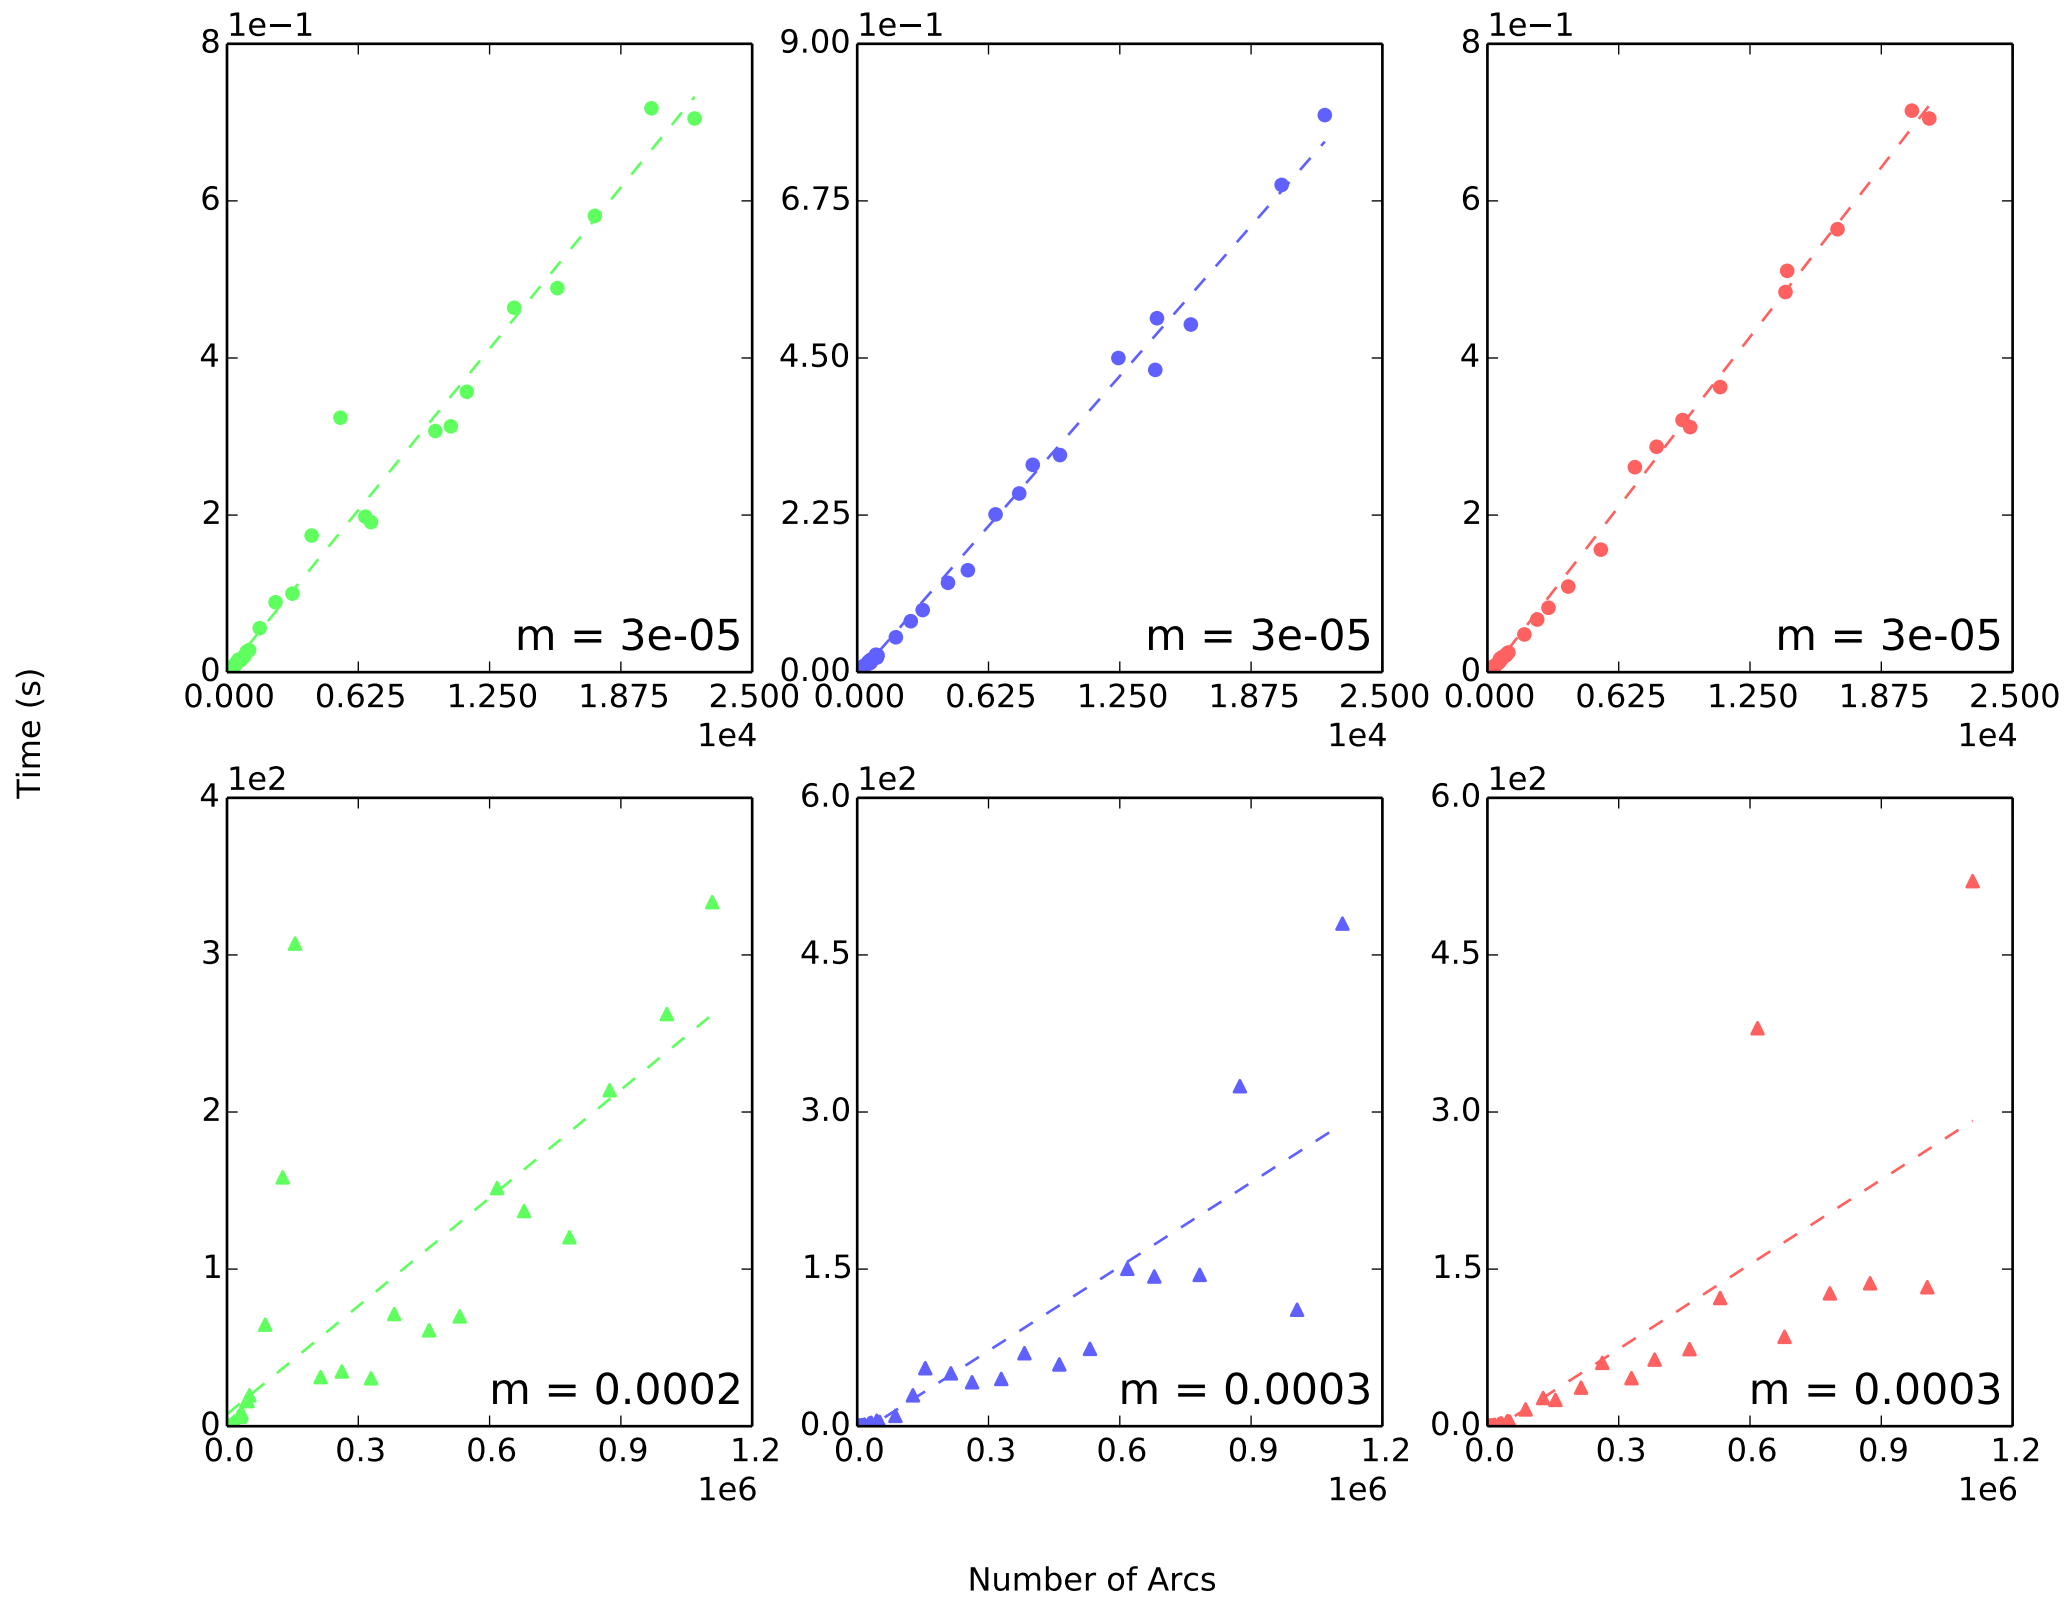 1e−1 1e−1 1e−1
8 9.00 8
6 6.75 6
4 4.50 4
2 2.25 2
m = 3e-05 m = 3e-05 m = 3e-05
0 0.00 0
0.000 0.625 1.250 1.875 2.500 0.000 0.625 1.250 1.875 2.500 0.000 0.625 1.250 1.875 2.500
1e4 1e4 1e4
Time (s)
1e2 1e2 1e2
4 6.0 6.0
3 4.5 4.5
2 3.0 3.0
1 1.5 1.5
m = 0.0002 m = 0.0003 m = 0.0003
0 0.0 0.0
0.0 0.3 0.6 0.9 1.2 0.0 0.3 0.6 0.9 1.2 0.0 0.3 0.6 0.9 1.2
1e6 1e6 1e6
Number of Arcs